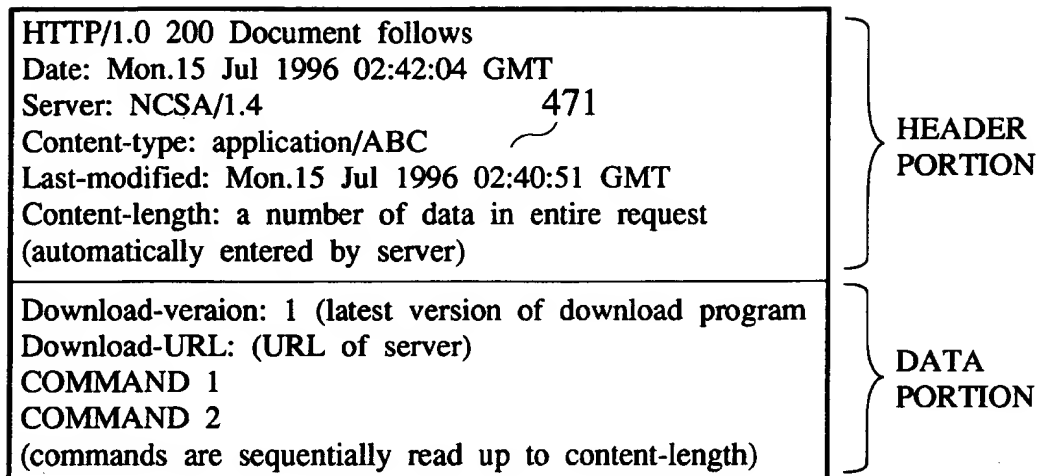 HTTP/1.0 200 Document follows
Date: Mon.15 Jul 1996 02:42:04 GMT
Server: NCSA/1.4
471
Content-type: application/ABC
Last-modified: Mon.15 Jul 1996 02:40:51 GMT
Content-length: a number of data in entire request
(automatically entered by server)
HEADER
PORTION
Download-veraion: 1 (latest version of download program
Download-URL: (URL of server)
COMMAND 1
COMMAND 2
(commands are sequentially read up to content-length)
DATA
PORTION